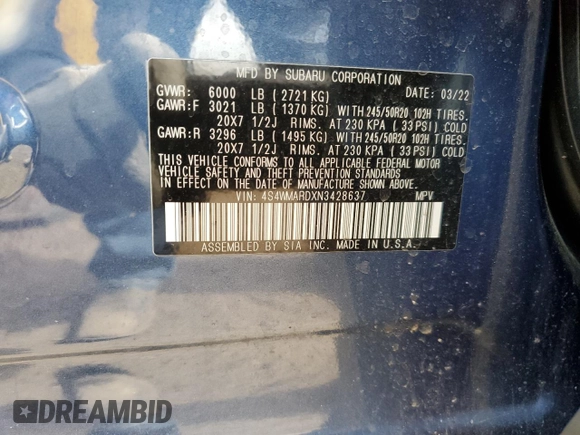 MFD BY SUBARU CORPORATION
GVWR: 6000 LB (2721 KG) DATE: 03/22
GAWR:F 3021 LB (1370 KG) WITH 245/50R20 102H TIRES.
20X7 1/2J RIMS. AT 230 KPA (33 PSI) COLD
GAWR:R 3296 LB (1495 KG) WITH 245/50R20 102H TIRES.
20X7 1/2J RIMS. AT 230 KPA (33 PSI) COLD
THIS VEHICLE CONFORMS TO ALL APPLICABLE FEDERAL MOTOR
VEHICLE SAFETY AND THEFT PREVENTION STANDARDS
IN EFFECT ON THE DATE OF MANUFACTURE SHOWN ABOVE.
VIN: 4S4WMARDXN3428637 MPV
ASSEMBLED BY SIA INC. MADE IN U.S.A.
DREAMBID